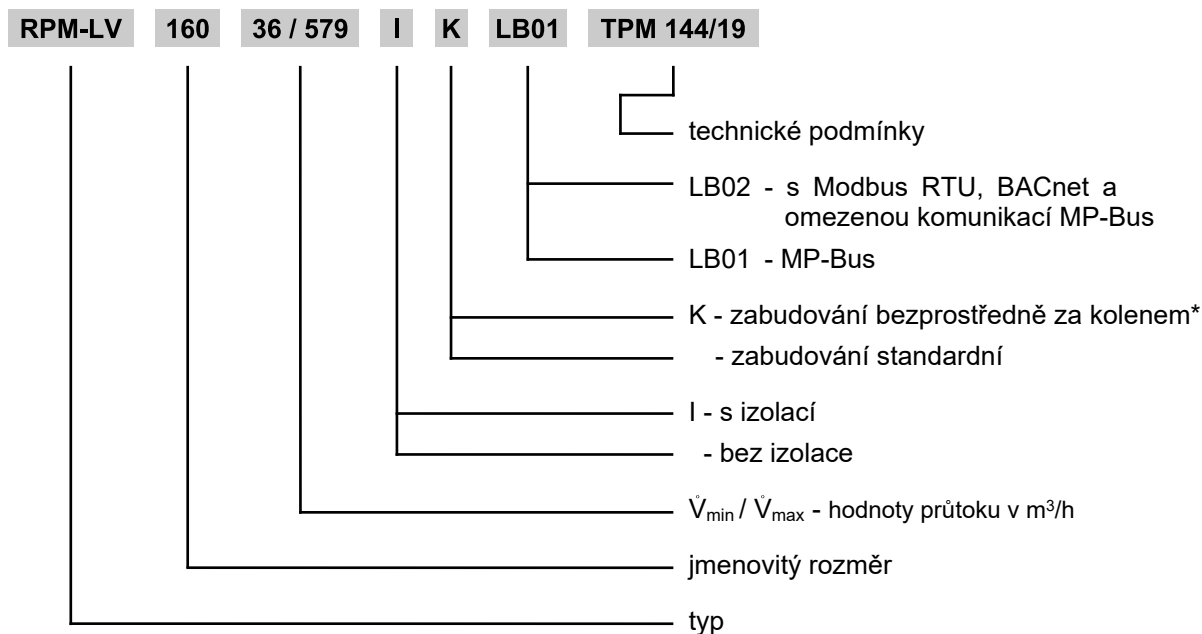 RPM-LV 160 36 / 579 I K LB01 TPM 144/19
technické podmínky
LB02 - s Modbus RTU, BACnet a
omezenou komunikací MP-Bus
LB01 - MP-Bus
K - zabudování bezprostředně za kolenem*
- zabudování standardní
I - s izolací
- bez izolace
V̊min / V̊max - hodnoty průtoku v m³/h
jmenovitý rozměr
typ